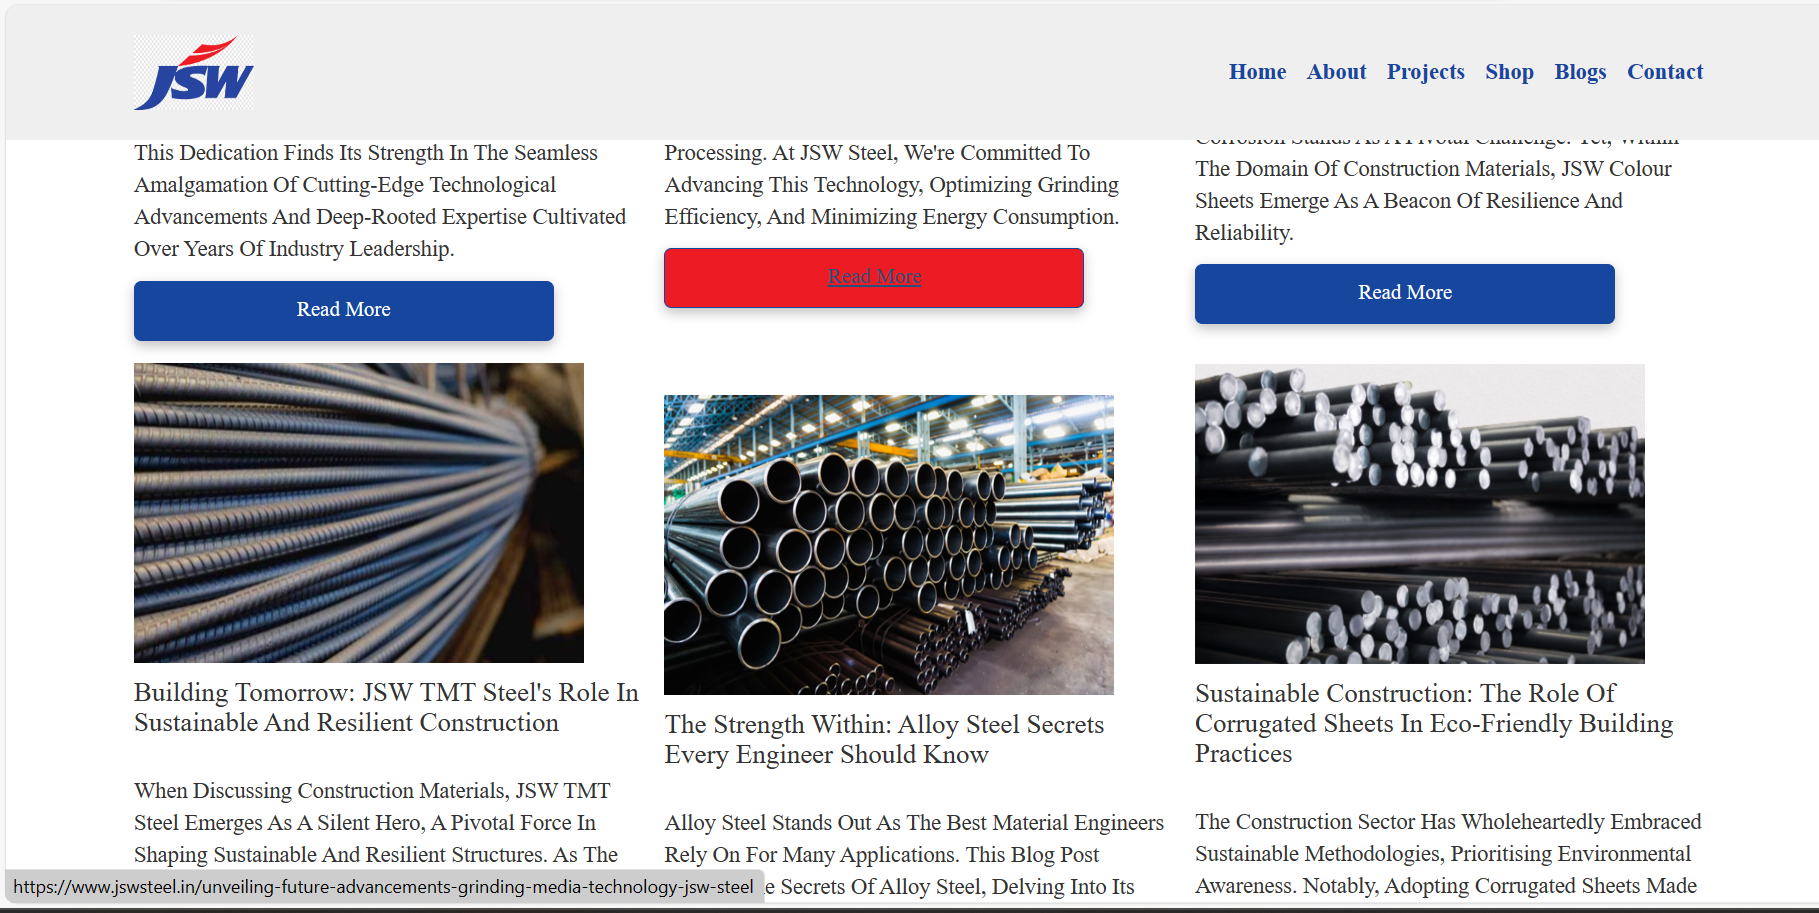 JSW
Home About Projects Shop Blogs Contact
This Dedication Finds Its Strength In The Seamless
Amalgamation Of Cutting-Edge Technological
Advancements And Deep-Rooted Expertise Cultivated
Over Years Of Industry Leadership.
Read More
Processing. At JSW Steel, We're Committed To
Advancing This Technology, Optimizing Grinding
Efficiency, And Minimizing Energy Consumption.
Read More
Corrosion Stands As A Pivotal Challenge. Yet, Within
The Domain Of Construction Materials, JSW Colour
Sheets Emerge As A Beacon Of Resilience And
Reliability.
Read More
Building Tomorrow: JSW TMT Steel's Role In
Sustainable And Resilient Construction
When Discussing Construction Materials, JSW TMT
Steel Emerges As A Silent Hero, A Pivotal Force In
Shaping Sustainable And Resilient Structures. As The
The Strength Within: Alloy Steel Secrets
Every Engineer Should Know
Alloy Steel Stands Out As The Best Material Engineers
Rely On For Many Applications. This Blog Post
e Secrets Of Alloy Steel, Delving Into Its
Sustainable Construction: The Role Of
Corrugated Sheets In Eco-Friendly Building
Practices
The Construction Sector Has Wholeheartedly Embraced
Sustainable Methodologies, Prioritising Environmental
Awareness. Notably, Adopting Corrugated Sheets Made
https://www.jswsteel.in/unveiling-future-advancements-grinding-media-technology-jsw-steel